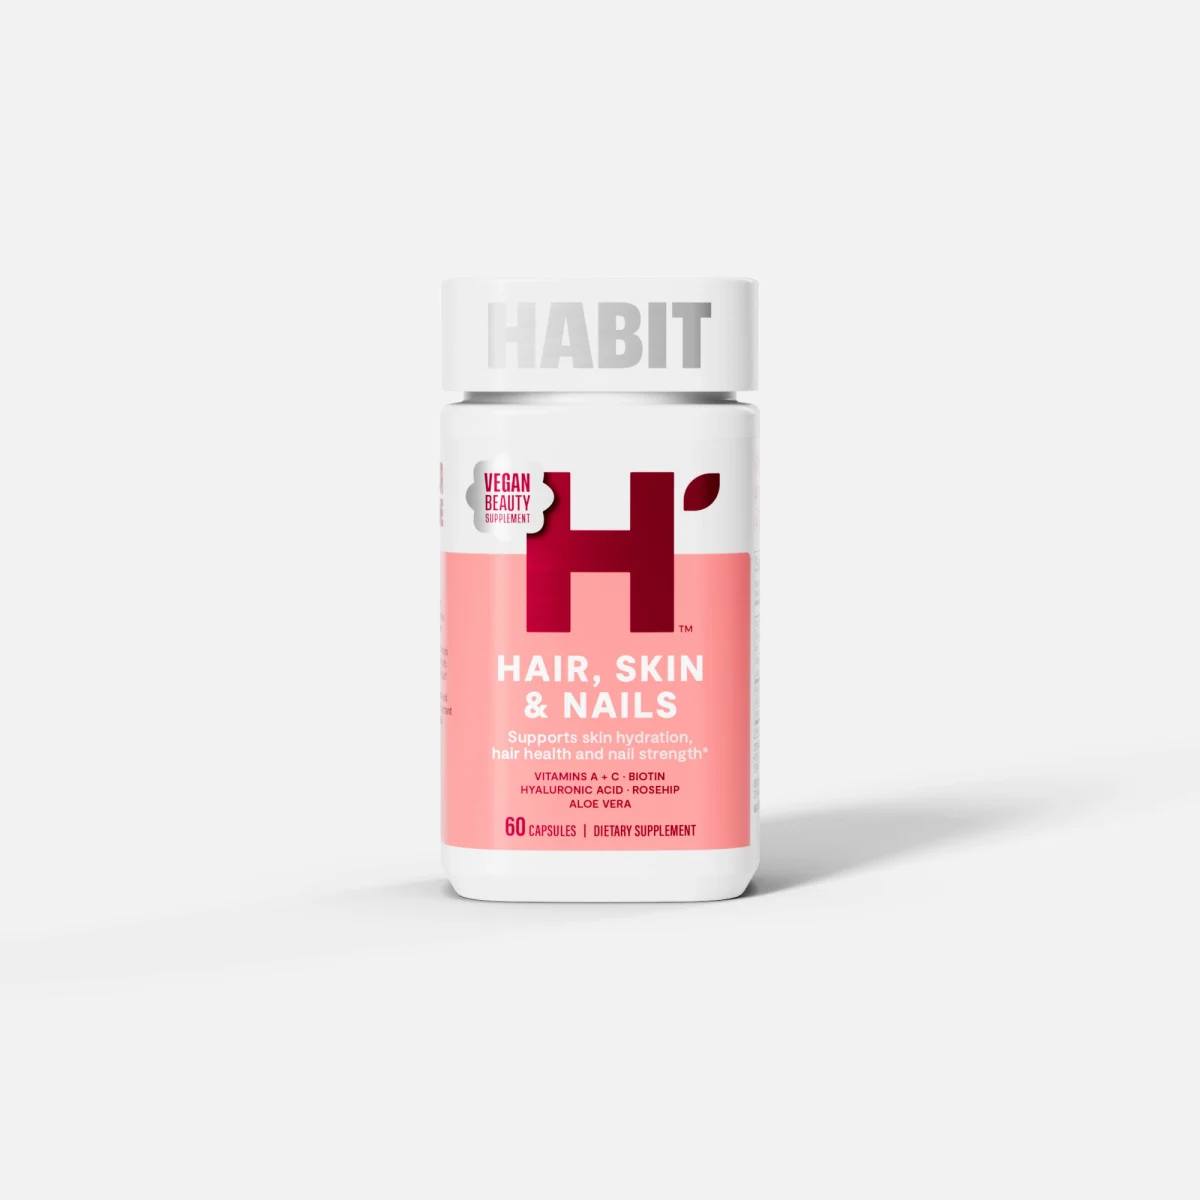 HABIT
VEGAN
BEAUTY
SUPPLEMENT
H
TM
HAIR, SKIN
& NAILS
Supports skin hydration,
hair health and nail strength*
VITAMINS A + C · BIOTIN
HYALURONIC ACID · ROSEHIP
ALOE VERA
60 CAPSULES | DIETARY SUPPLEMENT